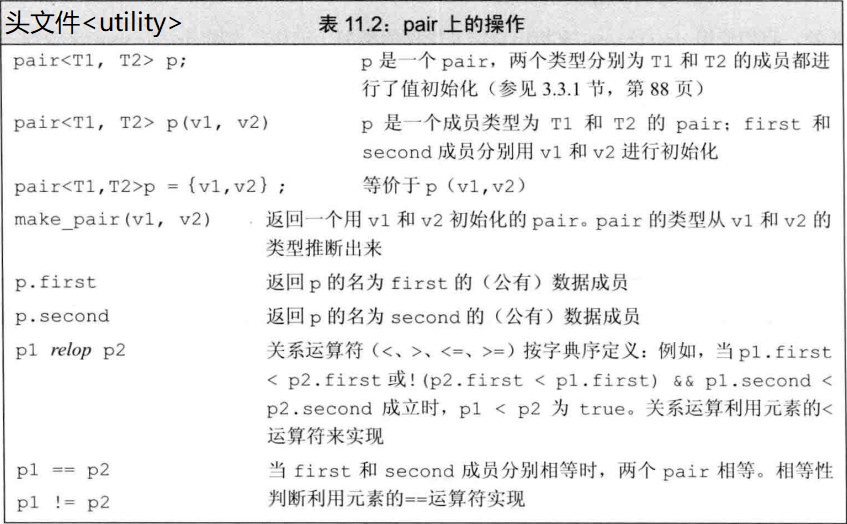 头文件<utility>
表 11.2：pair 上的操作
pair<T1, T2> p; p 是一个 pair，两个类型分别为 T1 和 T2 的成员都进
行了值初始化（参见 3.3.1 节，第 88 页）
pair<T1, T2> p(v1, v2) p 是一个成员类型为 T1 和 T2 的 pair；first 和
second 成员分别用 v1 和 v2 进行初始化
pair<T1,T2>p = {v1,v2}; 等价于 p（v1,v2）
make_pair(v1, v2) 返回一个用 v1 和 v2 初始化的 pair。pair 的类型从 v1 和 v2 的
类型推断出来
p.first 返回 p 的名为 first 的（公有）数据成员
p.second 返回 p 的名为 second 的（公有）数据成员
p1 relop p2 关系运算符（<、>、<=、>=）按字典序定义：例如，当 p1.first
< p2.first 或!(p2.first < p1.first) && p1.second <
p2.second 成立时，p1 < p2 为 true。关系运算利用元素的<
运算符来实现
p1 == p2 当 first 和 second 成员分别相等时，两个 pair 相等。相等性
p1 != p2 判断利用元素的==运算符实现